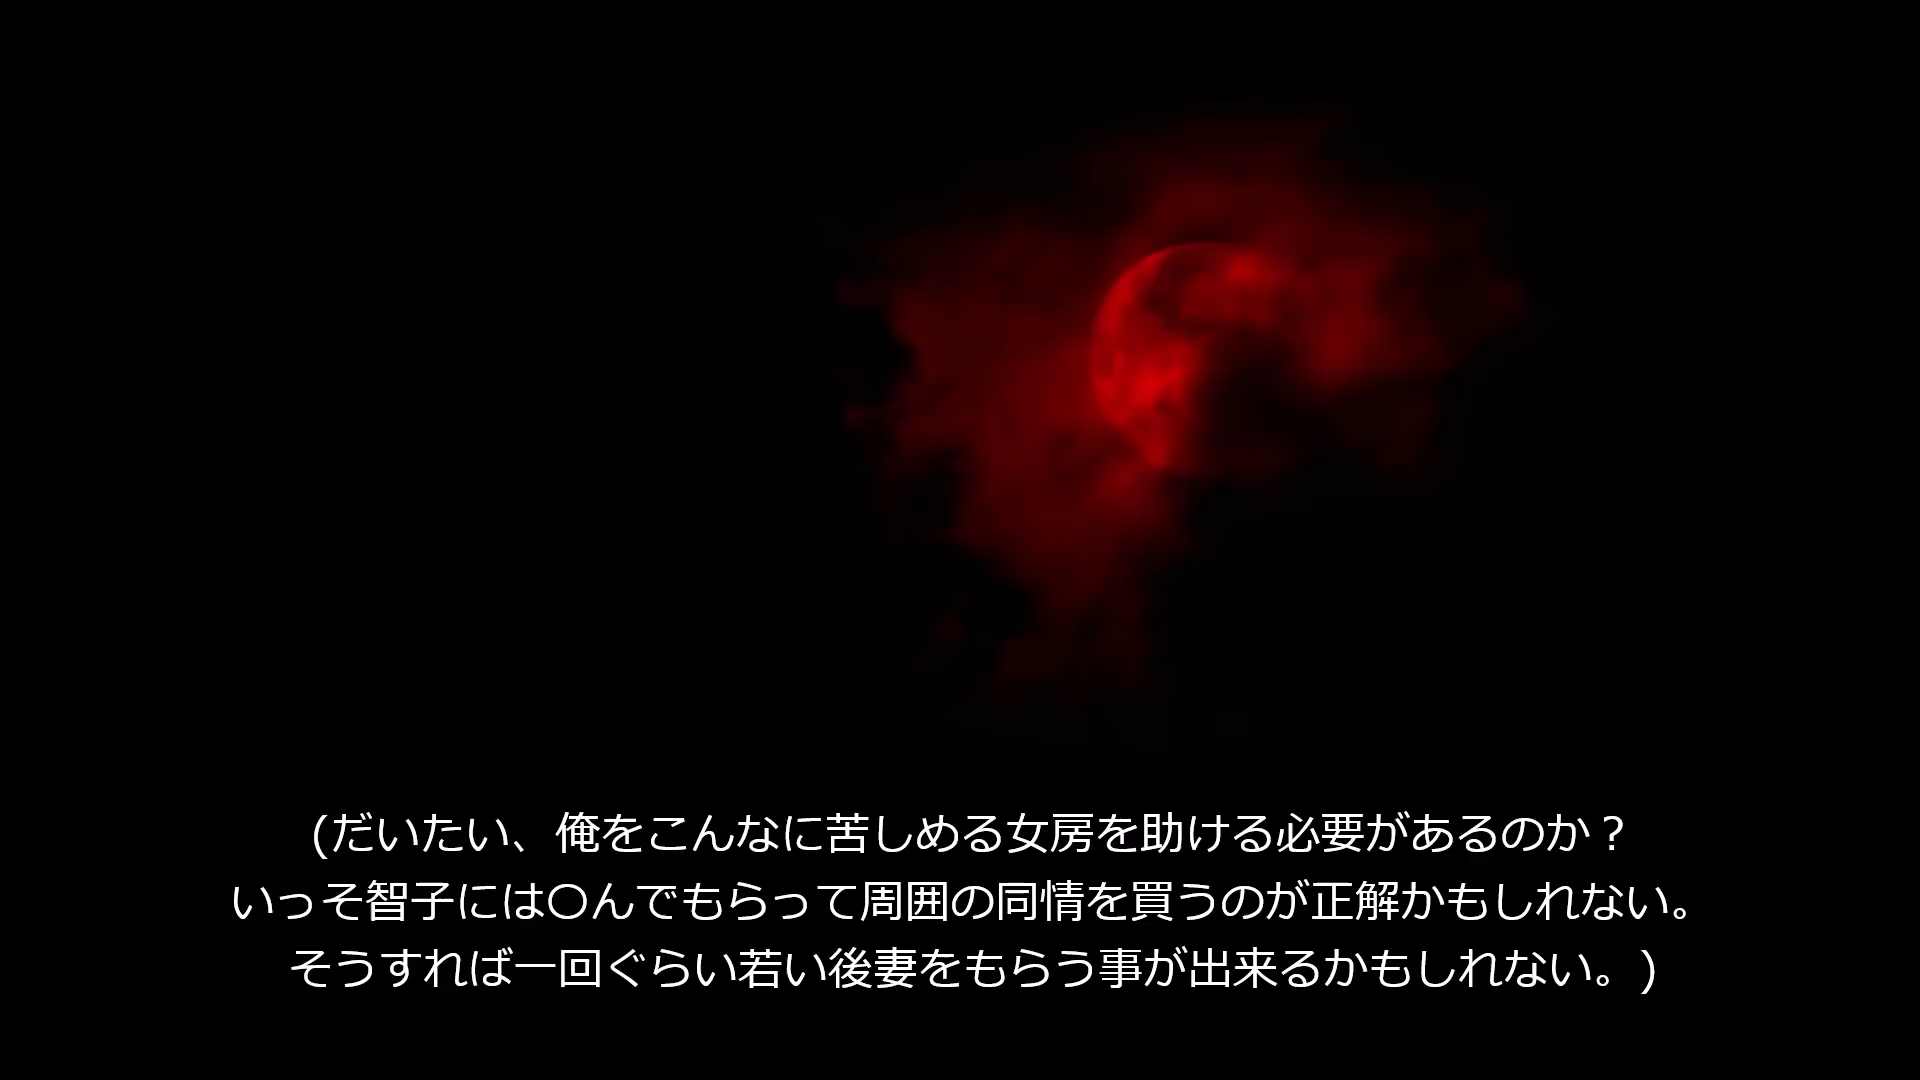 (だいたい、俺をこんなに苦しめる女房を助ける必要があるのか？
いっそ智子には〇んでもらって周囲の同情を買うのが正解かもしれない。
そうすれば一回ぐらい若い後妻をもらう事が出来るかもしれない。)